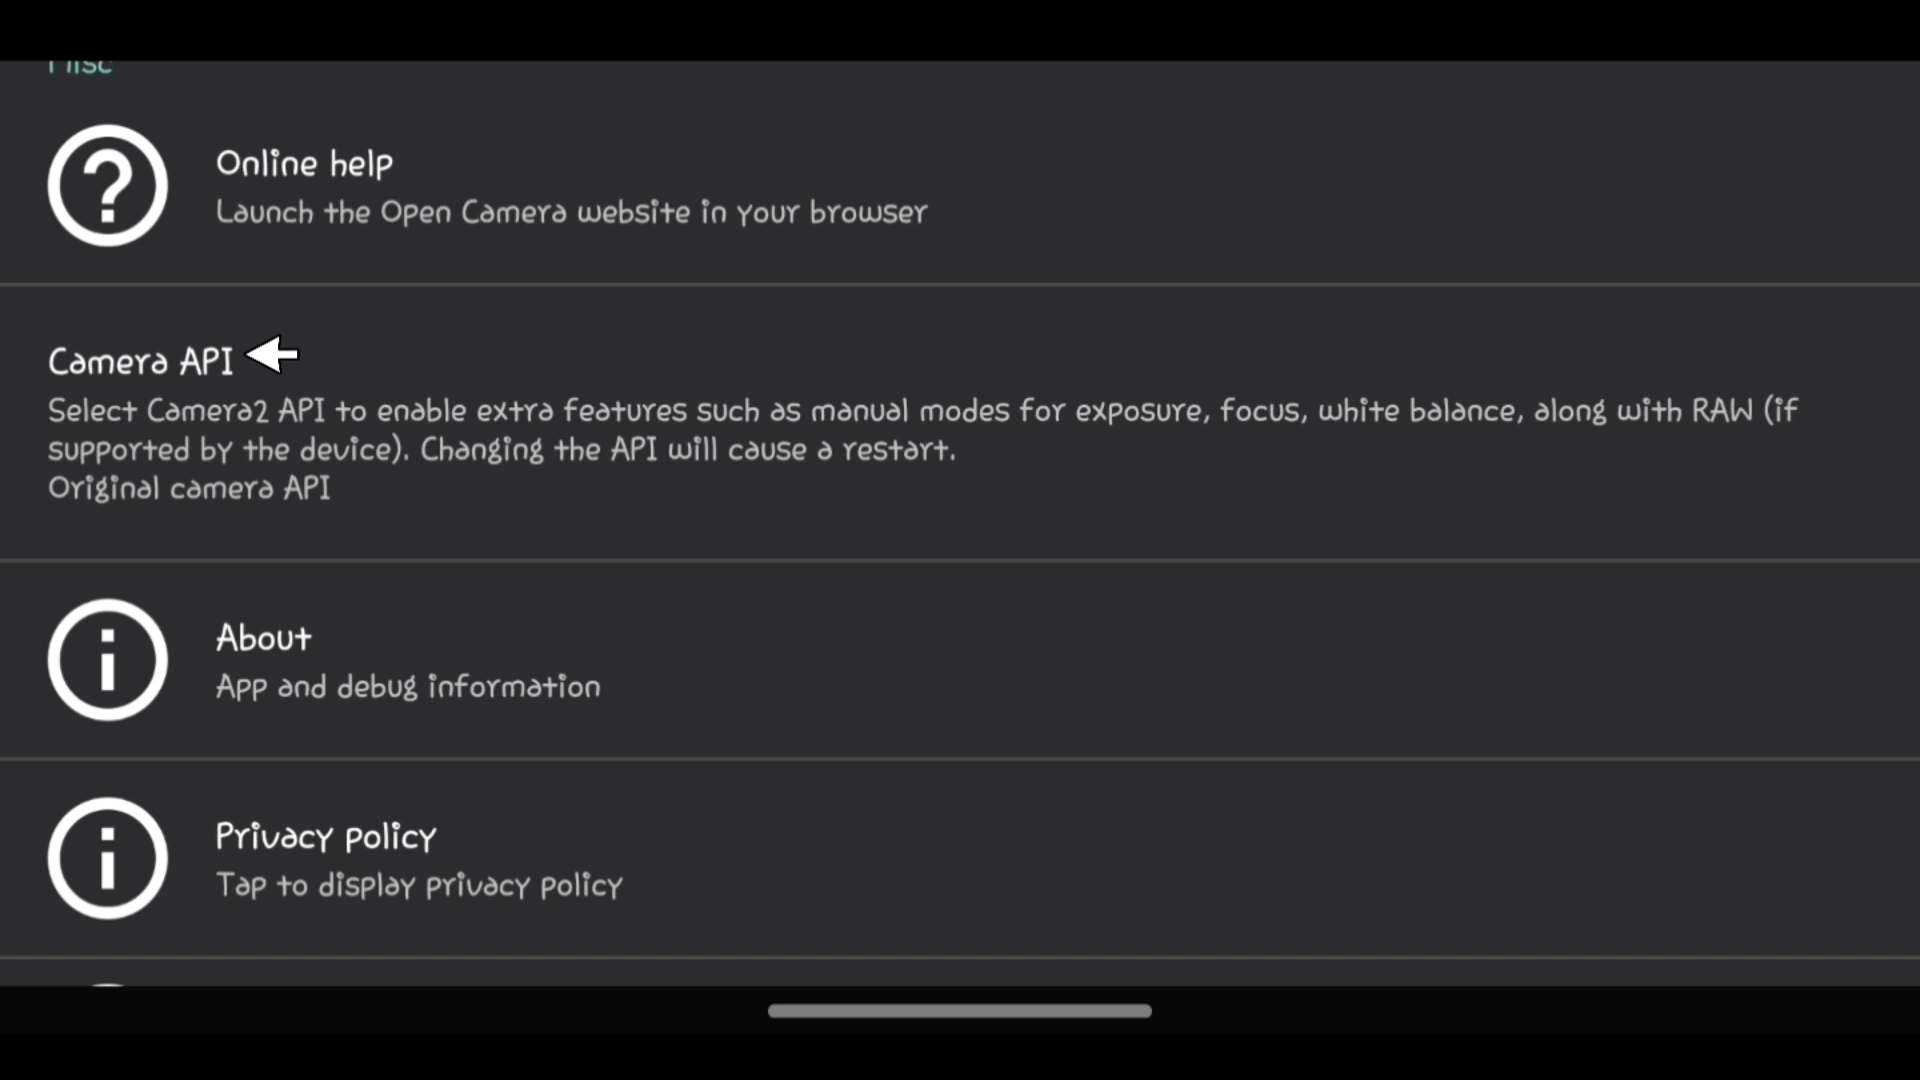 Misc
Online help
Launch the Open Camera website in your browser
Camera API
Select Camera2 API to enable extra features such as manual modes for exposure, focus, white balance, along with RAW (if
supported by the device). Changing the API will cause a restart.
Original camera API
About
App and debug information
Privacy policy
Tap to display privacy policy